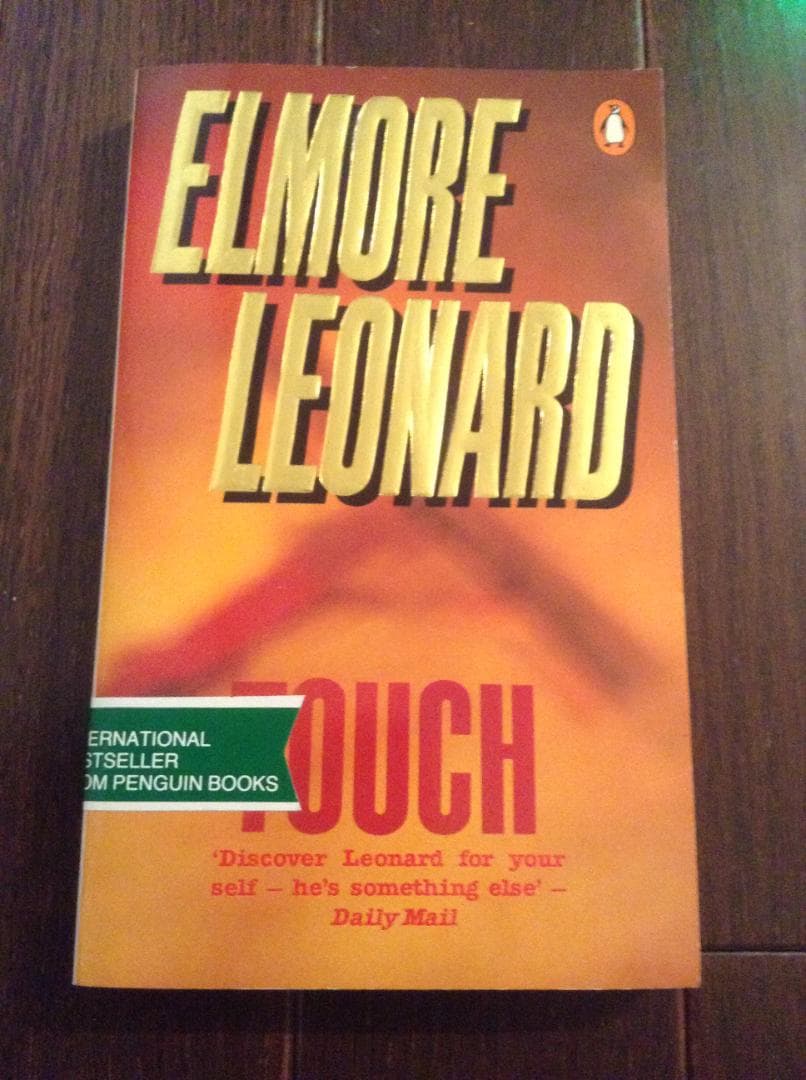 ELMORE
LEONARD
TOUCH
ERNATIONAL
STSELLER
OM PENGUIN BOOKS
‘Discover Leonard for your
self – he’s something else’ –
Daily Mail